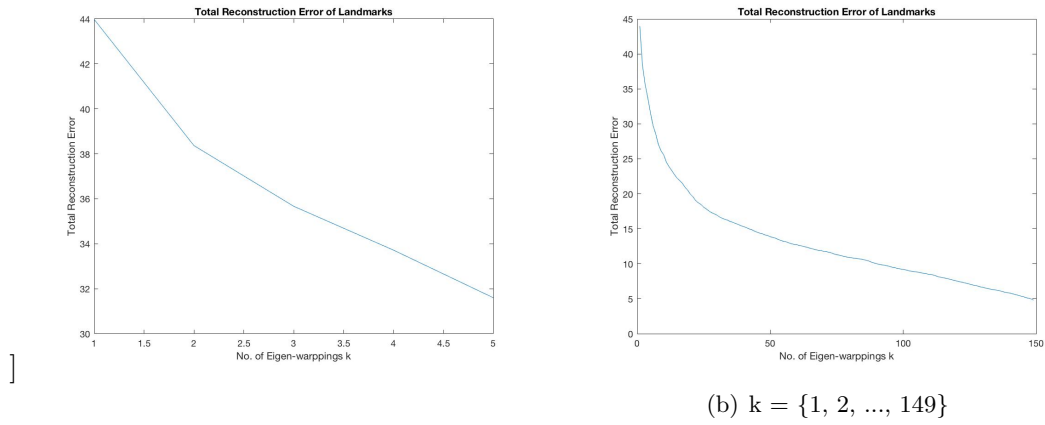 Total Reconstruction Error of Landmarks
44
42
40
38
36
34
32
30
Total Reconstruction Error
1 1.5 2 2.5 3 3.5 4 4.5 5
No. of Eigen-warppings k
]
Total Reconstruction Error of Landmarks
45
40
35
30
25
20
15
10
5
0
Total Reconstruction Error
0 50 100 150
No. of Eigen-warppings k
(b) k = {1, 2, ..., 149}